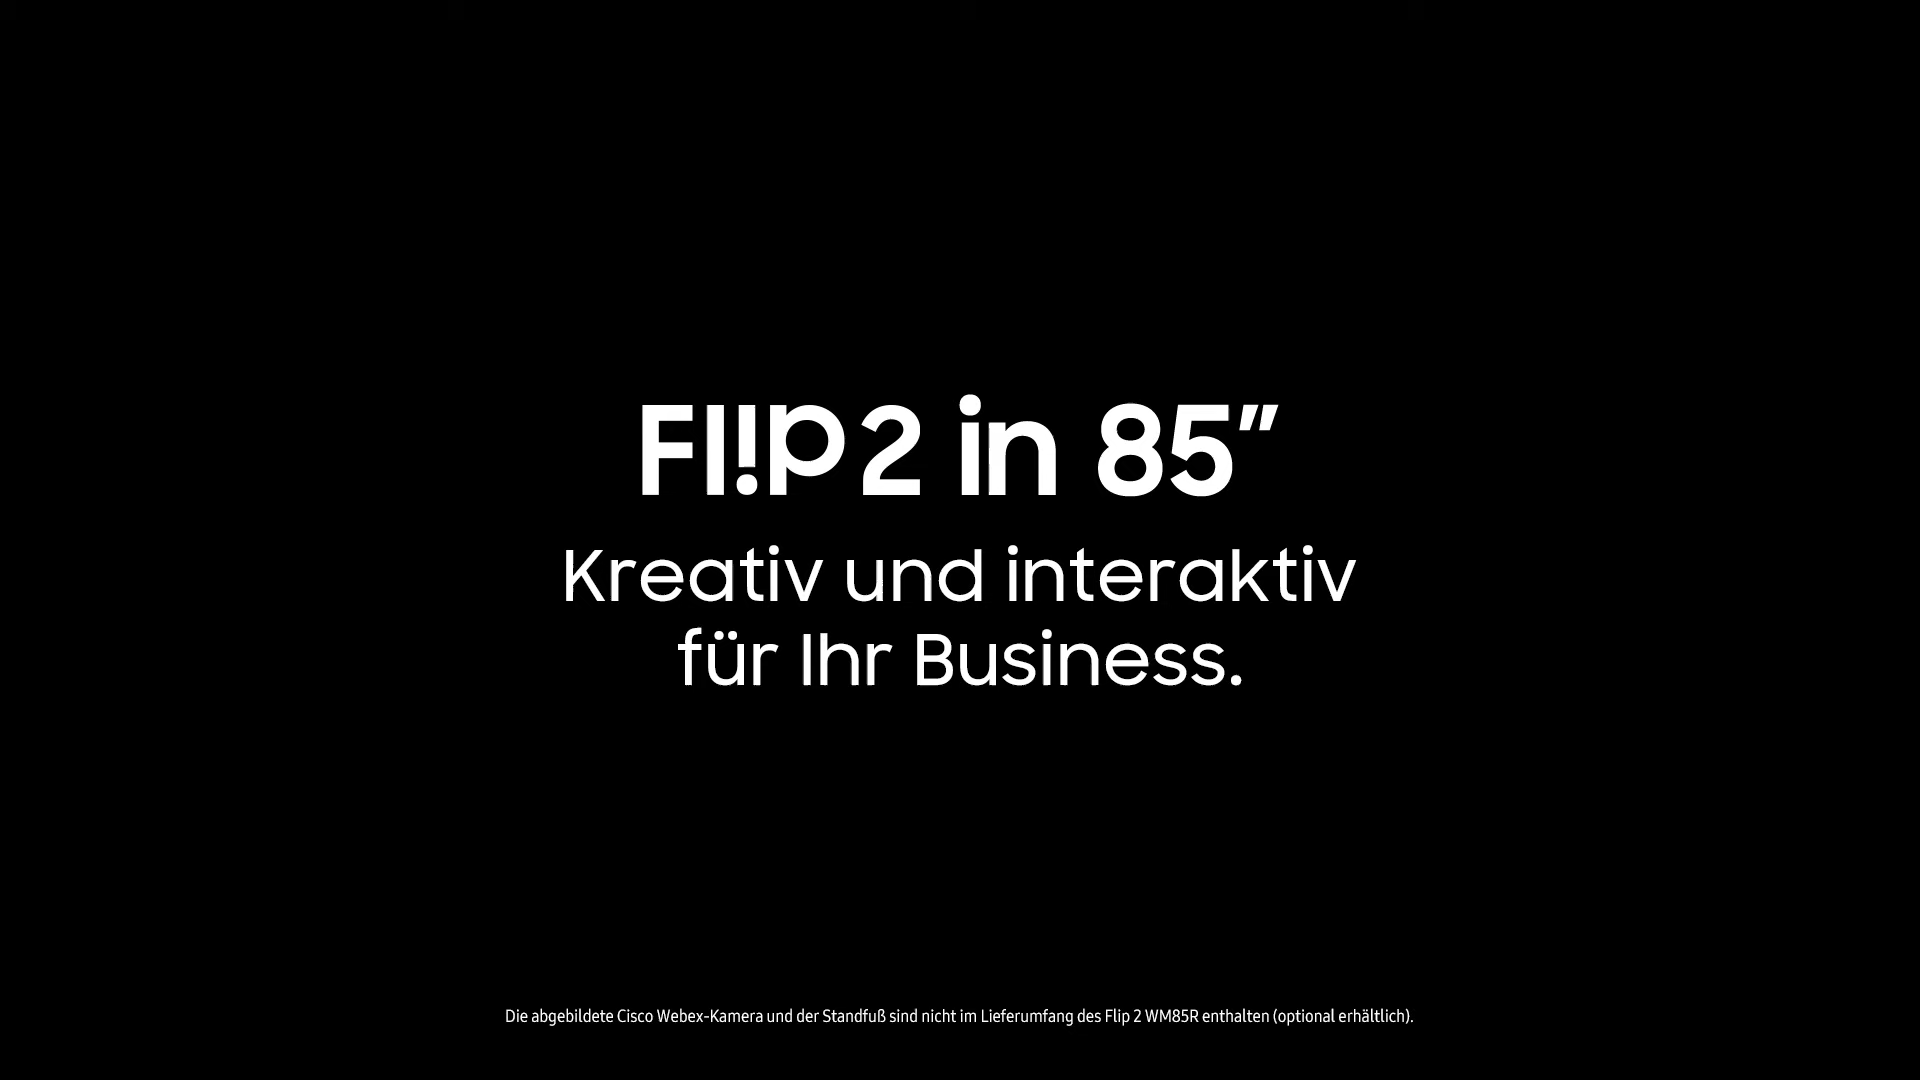 Flip 2 in 85”
Kreativ und interaktiv
für Ihr Business.
Die abgebildete Cisco Webex-Kamera und der Standfuß sind nicht im Lieferumfang des Flip 2 WM85R enthalten (optional erhältlich).